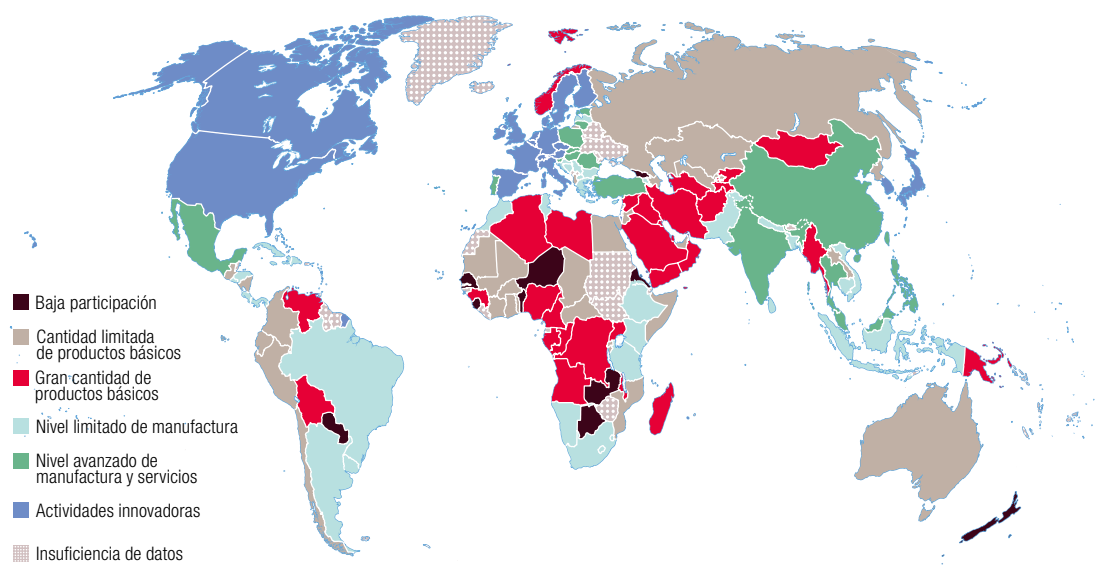 Baja participación
Cantidad limitada
de productos básicos
Gran cantidad de
productos básicos
Nivel limitado de manufactura
Nivel avanzado de
manufactura y servicios
Actividades innovadoras
Insuficiencia de datos